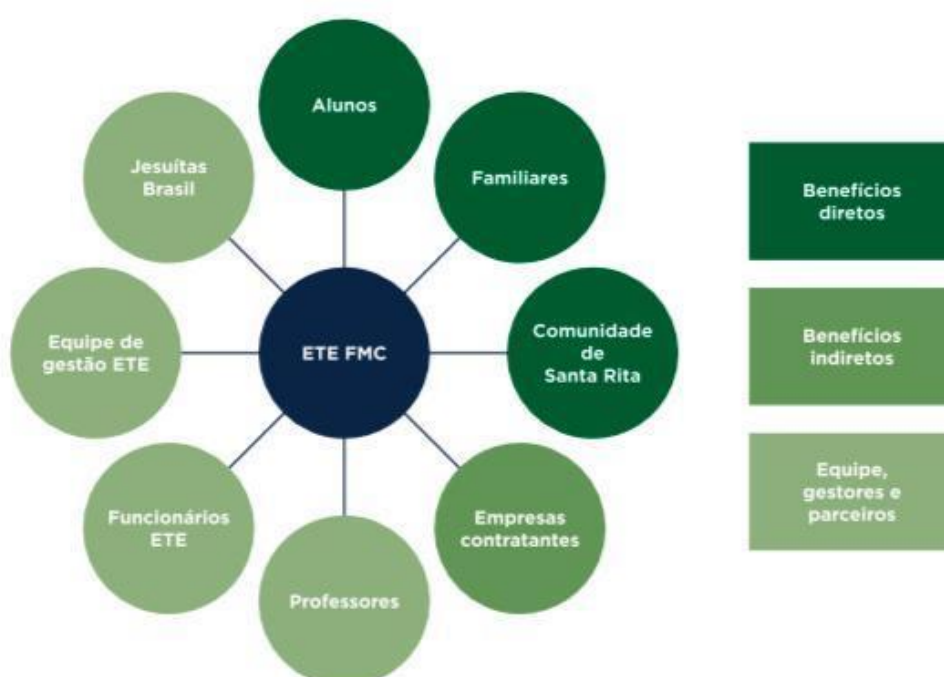 Alunos
Familiares
Comunidade
de
Santa Rita
Empresas
contratantes
Professores
Funcionários
ETE
Equipe de
gestão ETE
Jesuítas
Brasil
ETE FMC
Benefícios
diretos
Benefícios
indiretos
Equipe,
gestores e
parceiros